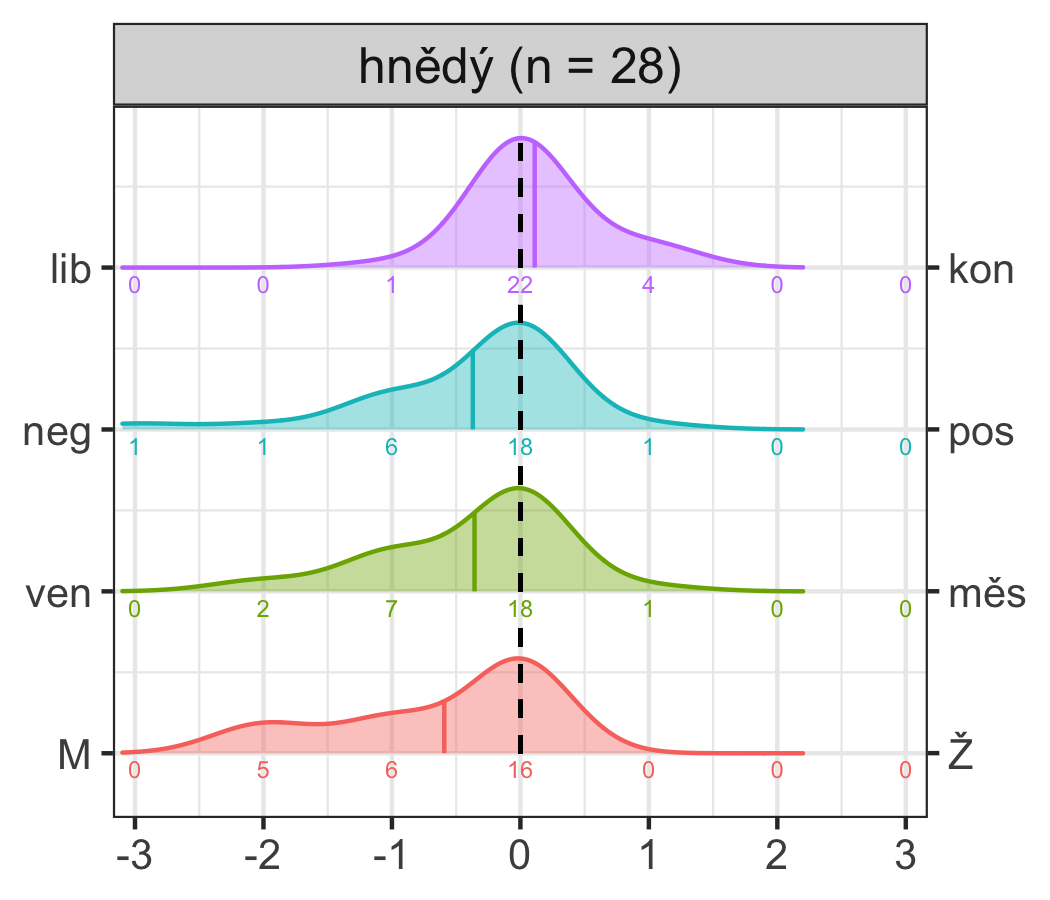 hnědý (n = 28)
lib kon
0 0 1 22 4 0 0
neg pos
1 1 6 18 1 0 0
ven měs
0 2 7 18 1 0 0
M Ž
0 5 6 16 0 0 0
-3 -2 -1 0 1 2 3